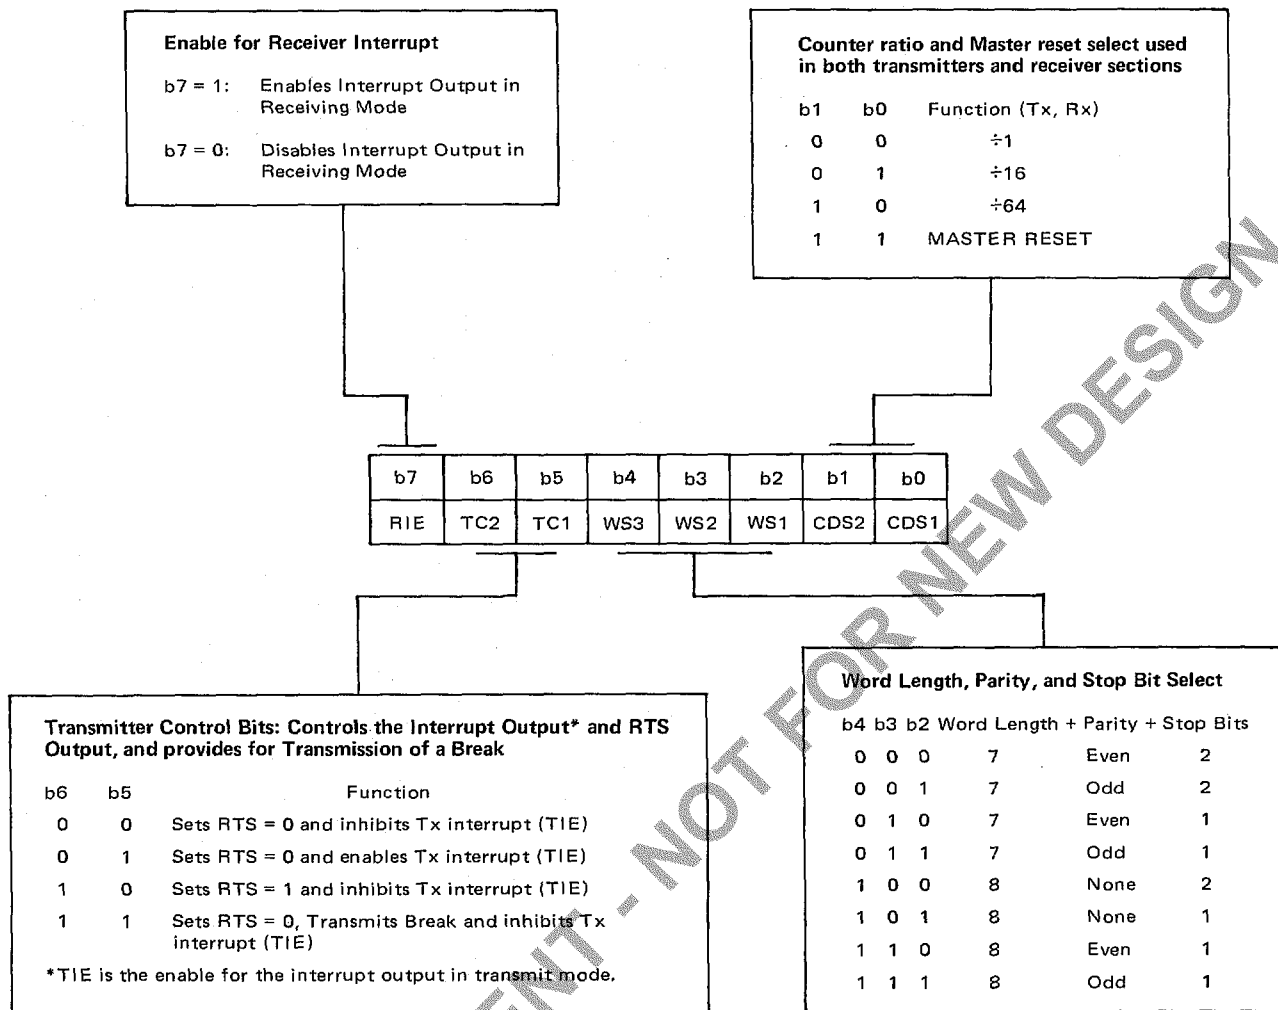 Enable for Receiver Interrupt
b7 = 1: Enables Interrupt Output in
Receiving Mode
b7 = 0: Disables Interrupt Output in
Receiving Mode
Counter ratio and Master reset select used
in both transmitters and receiver sections
b1 b0 Function (Tx, Rx)
0 0 ÷1
0 1 ÷16
1 0 ÷64
1 1 MASTER RESET
b7 b6 b5 b4 b3 b2 b1 b0
RIE TC2 TC1 WS3 WS2 WS1 CDS2 CDS1
Transmitter Control Bits: Controls the Interrupt Output* and RTS
Output, and provides for Transmission of a Break
b6 b5 Function
0 0 Sets RTS = 0 and inhibits Tx interrupt (TIE)
0 1 Sets RTS = 0 and enables Tx interrupt (TIE)
1 0 Sets RTS = 1 and inhibits Tx interrupt (TIE)
1 1 Sets RTS = 0, Transmits Break and inhibits Tx
interrupt (TIE)
*TIE is the enable for the interrupt output in transmit mode.
Word Length, Parity, and Stop Bit Select
b4 b3 b2 Word Length + Parity + Stop Bits
0 0 0 7 Even 2
0 0 1 7 Odd 2
0 1 0 7 Even 1
0 1 1 7 Odd 1
1 0 0 8 None 2
1 0 1 8 None 1
1 1 0 8 Even 1
1 1 1 8 Odd 1
- NOT FOR NEW DESIGN